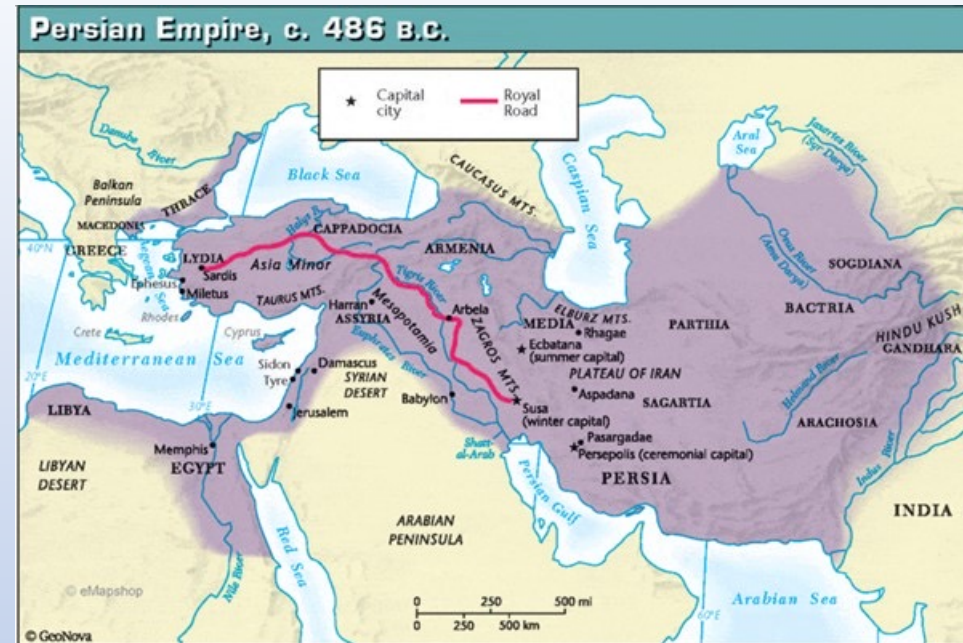 Persian Empire, c. 486 B.C.
Capital
city
Royal
Road
Danube
River
Balkan
Peninsula
THRACE
MACEDONIA
GREECE
Aegean Sea
40°N
Black Sea
CAUCASUS MTS.
Caspian Sea
Aral
Sea
Jaxartes River
(Syr Darya)
Oxus River
(Amu Darya)
SOGDIANA
BACTRIA
HINDU KUSH
GANDHARA
LYDIA
Sardis
Ephesus
Miletus
Rhodes
Crete
Cyprus
Halys R.
CAPPADOCIA
Asia Minor
TAURUS MTS.
ARMENIA
Tigris River
Harran
ASSYRIA
Mesopotamia
Arbela
ZAGROS MTS.
Euphrates
River
MEDIA
ELBURZ MTS.
Rhagae
Ecbatana
(summer capital)
PARTHIA
PLATEAU OF IRAN
Aspadana
SAGARTIA
Helmand River
ARACHOSIA
Indus River
INDIA
Mediterranean Sea
20°E
30°E
Sidon
Tyre
Damascus
SYRIAN
DESERT
Jerusalem
Babylon
Susa
(winter capital)
Shatt-
al-Arab
Pasargadae
Persepolis (ceremonial capital)
PERSIA
Persian Gulf
LIBYA
Memphis
EGYPT
LIBYAN
DESERT
ARABIAN
PENINSULA
Red
Sea
Nile River
60°E
Arabian Sea
0 250 500 mi
0 250 500 km
© eMapshop
© GeoNova